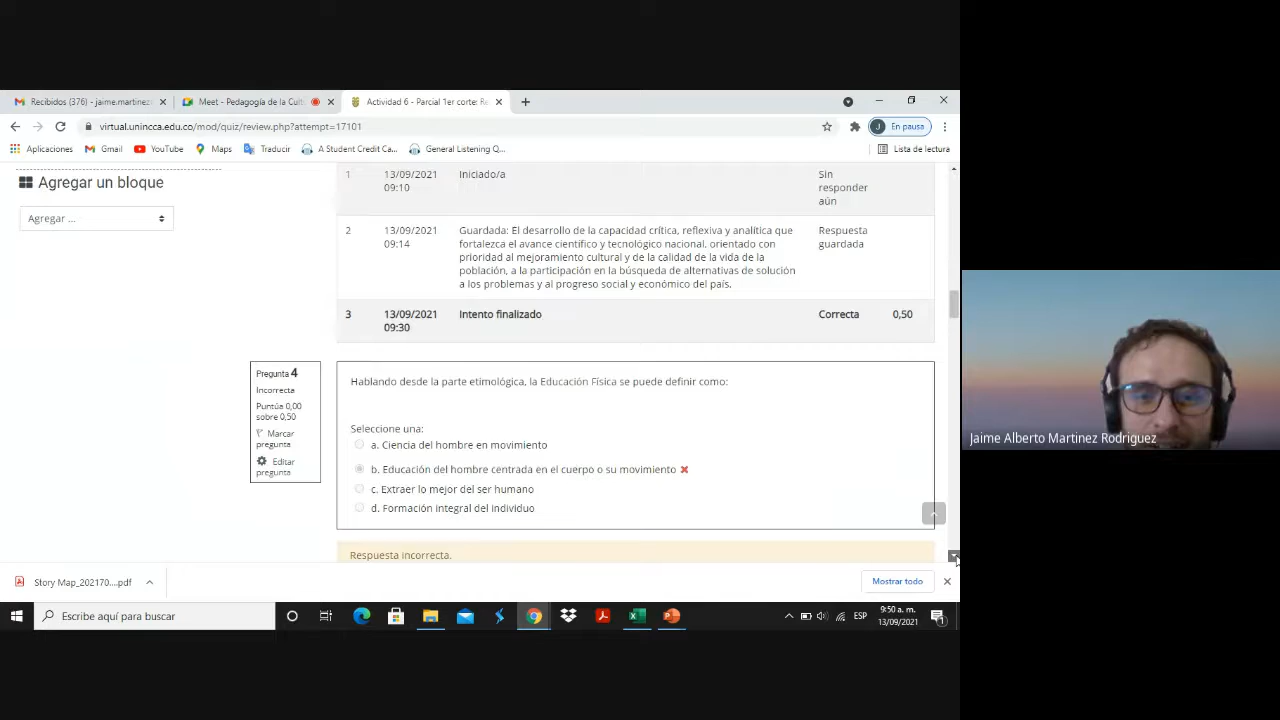 Recibidos (376) - jaime.martinez
Meet - Pedagogía de la Cult
Actividad 6 - Parcial 1er corte: Re
virtual.unincca.edu.co/mod/quiz/review.php?attempt=17101
J
En pausa
Aplicaciones
Gmail
YouTube
Maps
Traducir
A Student Credit Ca...
General Listening Q...
Lista de lectura
Agregar un bloque
Agregar ...
1
13/09/2021
09:10
Iniciado/a
Sin
responder
aún
2
13/09/2021
09:14
Guardada: El desarrollo de la capacidad crítica, reflexiva y analítica que
fortalezca el avance científico y tecnológico nacional, orientado con
prioridad al mejoramiento cultural y de la calidad de la vida de la
población, a la participación en la búsqueda de alternativas de solución
a los problemas y al progreso social y económico del país.
Respuesta
guardada
3
13/09/2021
09:30
Intento finalizado
Correcta
0,50
Pregunta 4
Incorrecta
Puntúa 0,00
sobre 0,50
Marcar
pregunta
Editar
pregunta
Hablando desde la parte etimológica, la Educación Física se puede definir como:
Seleccione una:
a. Ciencia del hombre en movimiento
b. Educación del hombre centrada en el cuerpo o su movimiento
c. Extraer lo mejor del ser humano
d. Formación integral del individuo
Respuesta incorrecta.
Jaime Alberto Martinez Rodriguez
Story Map_202170....pdf
Mostrar todo
Escribe aquí para buscar
ESP
9:50 a. m.
13/09/2021
1